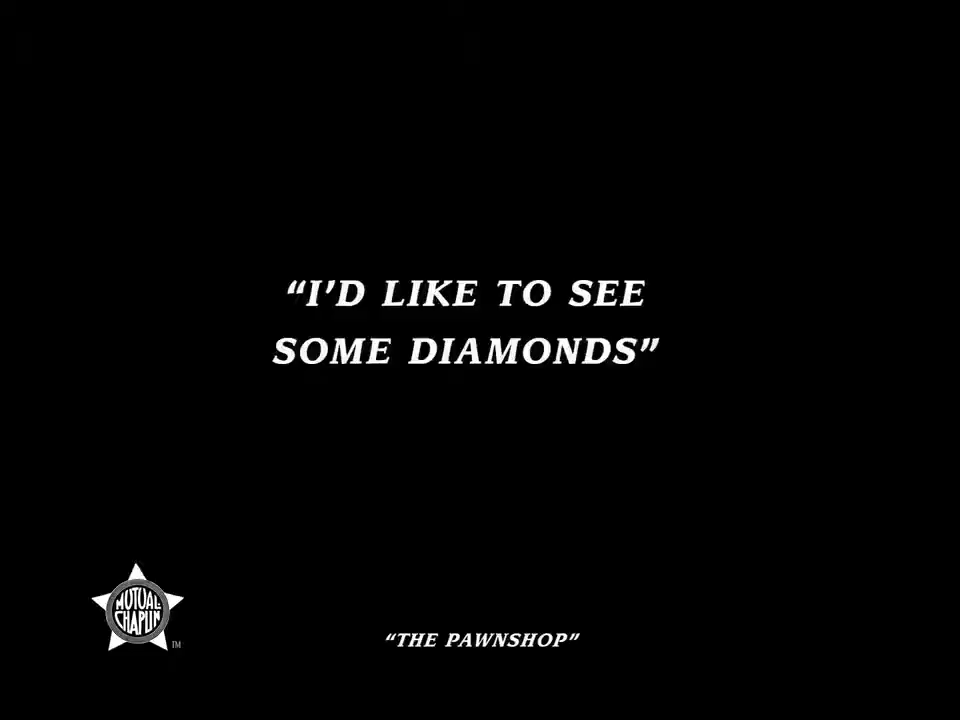 “I’D LIKE TO SEE
SOME DIAMONDS”
MUTUAL-
CHAPLIN
TM
“THE PAWNSHOP”